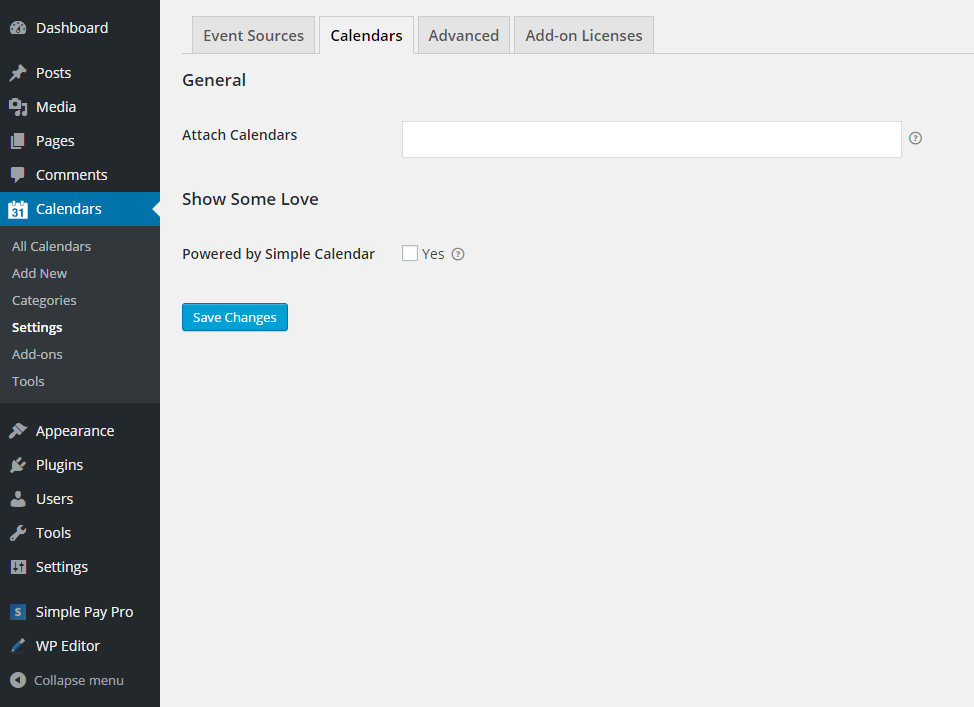 Dashboard
Posts
Media
Pages
Comments
31 Calendars
All Calendars
Add New
Categories
Settings
Add-ons
Tools
Appearance
Plugins
Users
Tools
Settings
S Simple Pay Pro
WP Editor
Collapse menu
Event Sources Calendars Advanced Add-on Licenses
General
Attach Calendars ?
Show Some Love
Powered by Simple Calendar Yes ?
Save Changes